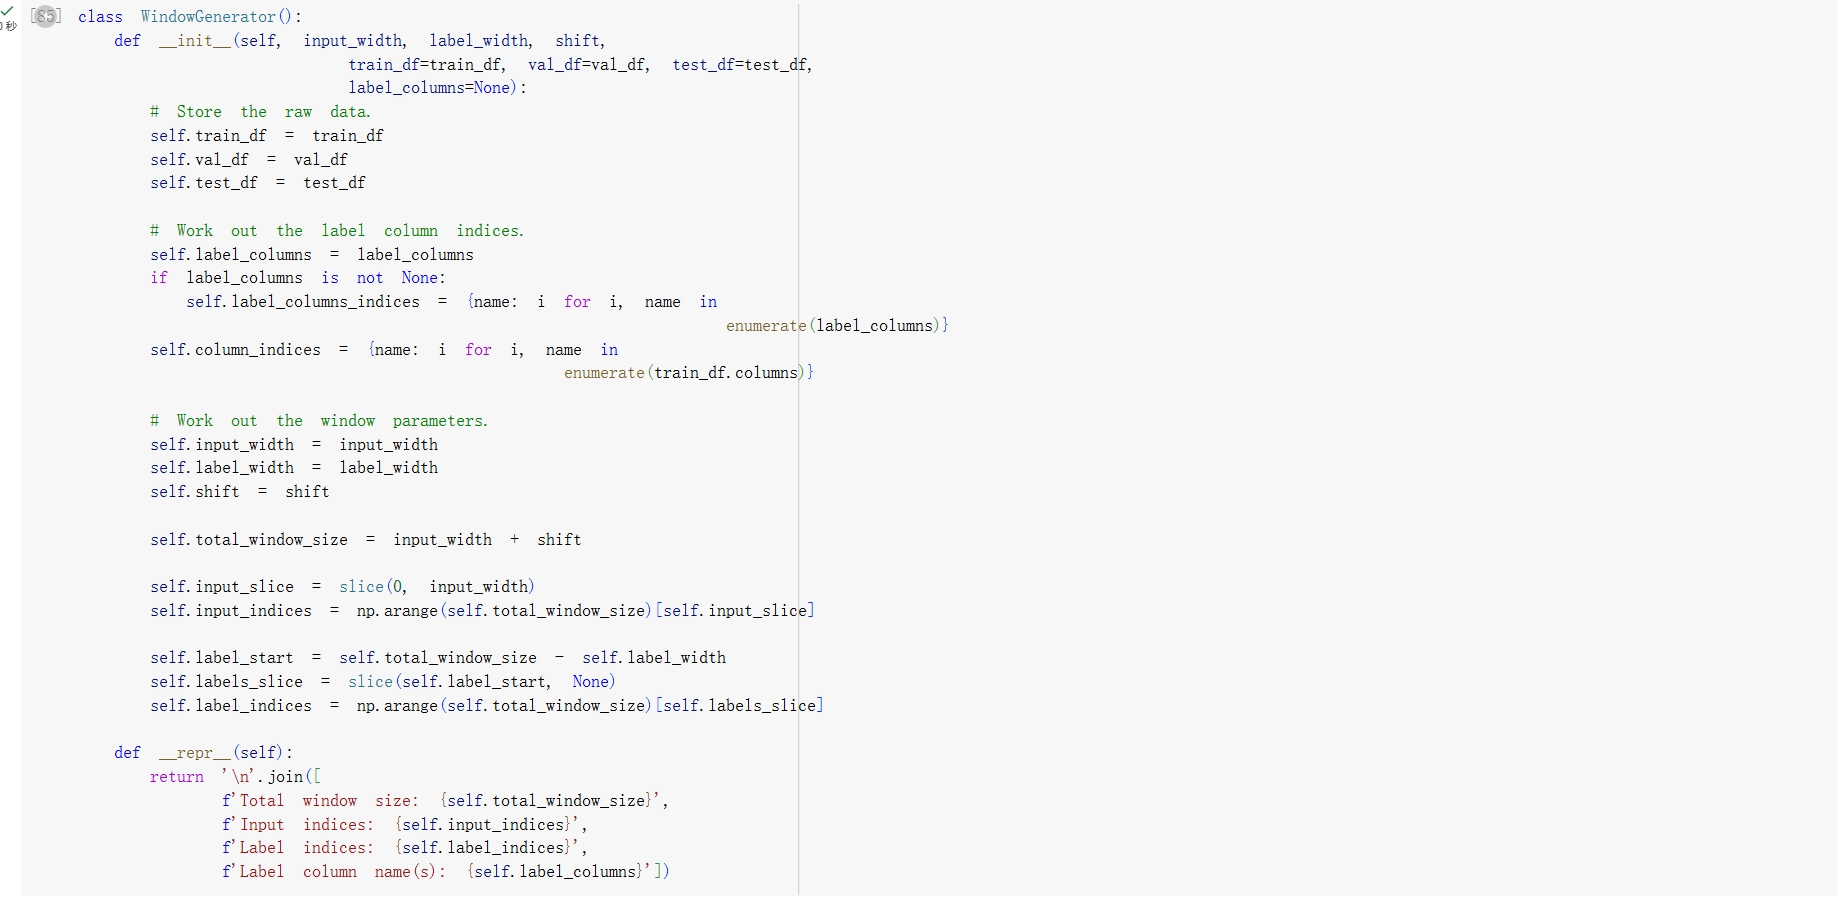 [85] class WindowGenerator():
0 秒
    def __init__(self, input_width, label_width, shift,
                 train_df=train_df, val_df=val_df, test_df=test_df,
                 label_columns=None):
        # Store the raw data.
        self.train_df = train_df
        self.val_df = val_df
        self.test_df = test_df

        # Work out the label column indices.
        self.label_columns = label_columns
        if label_columns is not None:
            self.label_columns_indices = {name: i for i, name in
                                          enumerate(label_columns)}
        self.column_indices = {name: i for i, name in
                               enumerate(train_df.columns)}

        # Work out the window parameters.
        self.input_width = input_width
        self.label_width = label_width
        self.shift = shift

        self.total_window_size = input_width + shift

        self.input_slice = slice(0, input_width)
        self.input_indices = np.arange(self.total_window_size)[self.input_slice]

        self.label_start = self.total_window_size - self.label_width
        self.labels_slice = slice(self.label_start, None)
        self.label_indices = np.arange(self.total_window_size)[self.labels_slice]

    def __repr__(self):
        return '\n'.join([
            f'Total window size: {self.total_window_size}',
            f'Input indices: {self.input_indices}',
            f'Label indices: {self.label_indices}',
            f'Label column name(s): {self.label_columns}'])